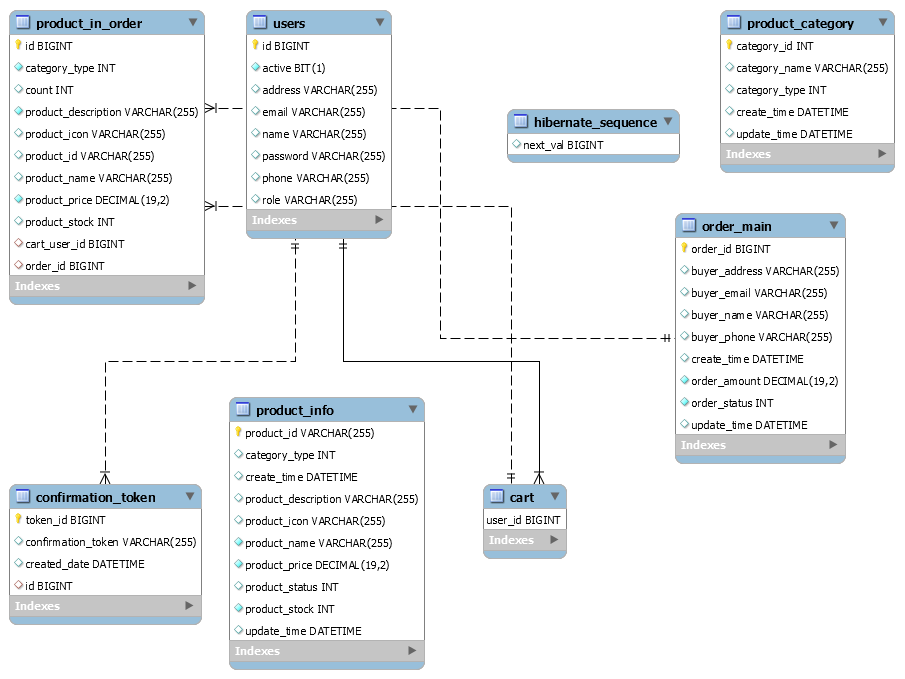 product_in_order
id BIGINT
category_type INT
count INT
product_description VARCHAR(255)
product_icon VARCHAR(255)
product_id VARCHAR(255)
product_name VARCHAR(255)
product_price DECIMAL(19,2)
product_stock INT
cart_user_id BIGINT
order_id BIGINT
Indexes
users
id BIGINT
active BIT(1)
address VARCHAR(255)
email VARCHAR(255)
name VARCHAR(255)
password VARCHAR(255)
phone VARCHAR(255)
role VARCHAR(255)
Indexes
hibernate_sequence
next_val BIGINT
product_category
category_id INT
category_name VARCHAR(255)
category_type INT
create_time DATETIME
update_time DATETIME
Indexes
order_main
order_id BIGINT
buyer_address VARCHAR(255)
buyer_email VARCHAR(255)
buyer_name VARCHAR(255)
buyer_phone VARCHAR(255)
create_time DATETIME
order_amount DECIMAL(19,2)
order_status INT
update_time DATETIME
Indexes
confirmation_token
token_id BIGINT
confirmation_token VARCHAR(255)
created_date DATETIME
id BIGINT
Indexes
product_info
product_id VARCHAR(255)
category_type INT
create_time DATETIME
product_description VARCHAR(255)
product_icon VARCHAR(255)
product_name VARCHAR(255)
product_price DECIMAL(19,2)
product_status INT
product_stock INT
update_time DATETIME
Indexes
cart
user_id BIGINT
Indexes